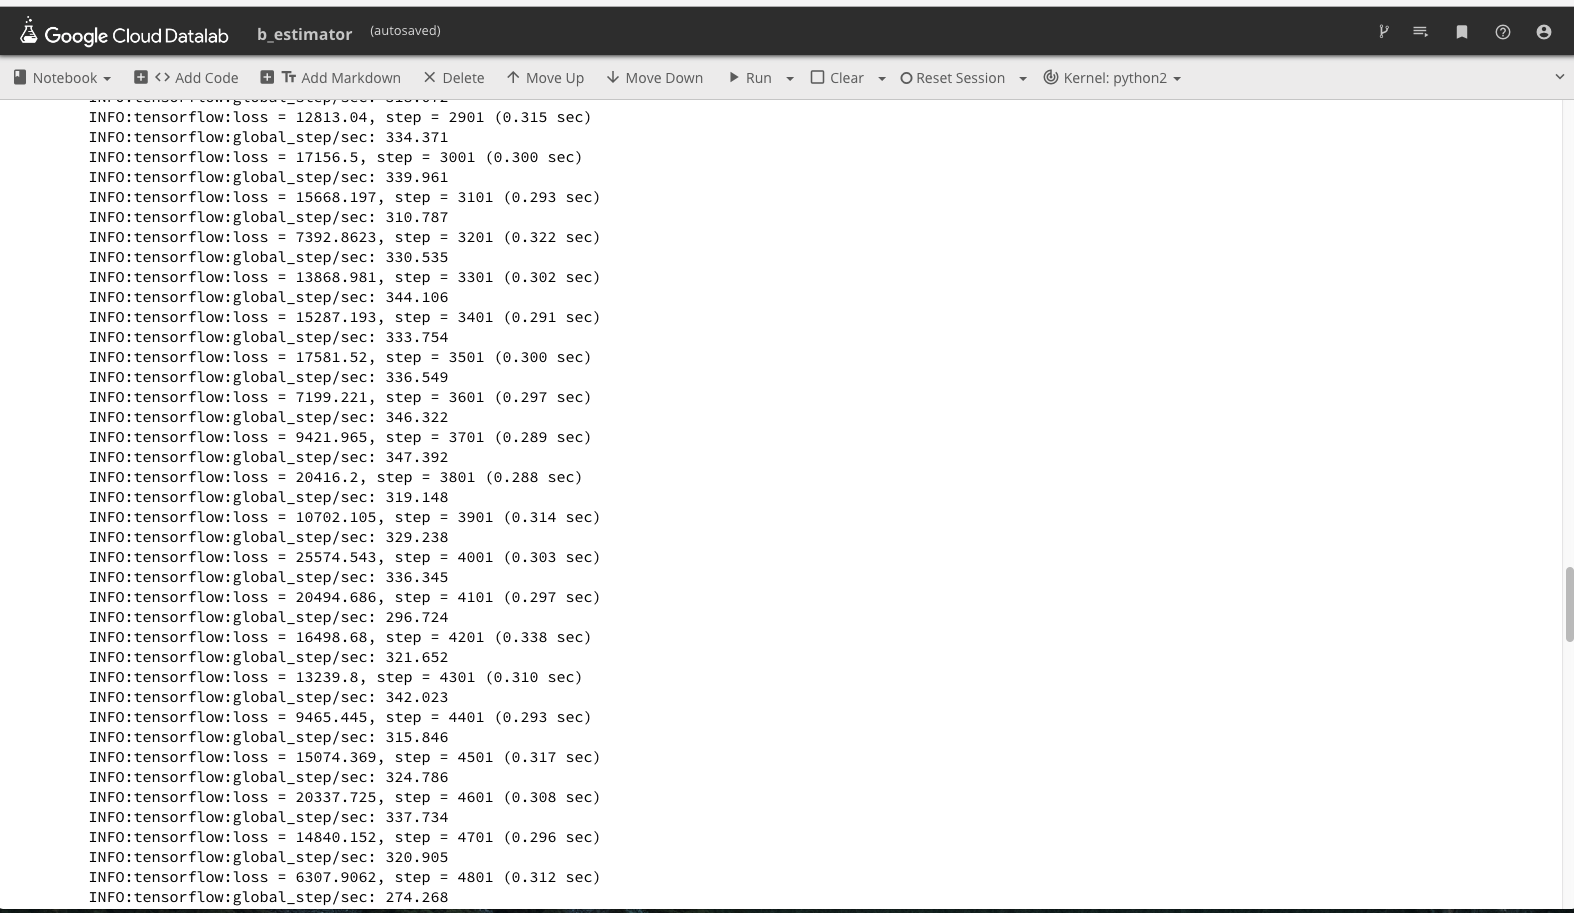 Google Cloud Datalab b_estimator (autosaved)
Notebook Add Code Tт Add Markdown Delete Move Up Move Down Run Clear Reset Session Kernel: python2
INFO:tensorflow:global_step/sec: 318.072
INFO:tensorflow:loss = 12813.04, step = 2901 (0.315 sec)
INFO:tensorflow:global_step/sec: 334.371
INFO:tensorflow:loss = 17156.5, step = 3001 (0.300 sec)
INFO:tensorflow:global_step/sec: 339.961
INFO:tensorflow:loss = 15668.197, step = 3101 (0.293 sec)
INFO:tensorflow:global_step/sec: 310.787
INFO:tensorflow:loss = 7392.8623, step = 3201 (0.322 sec)
INFO:tensorflow:global_step/sec: 330.535
INFO:tensorflow:loss = 13868.981, step = 3301 (0.302 sec)
INFO:tensorflow:global_step/sec: 344.106
INFO:tensorflow:loss = 15287.193, step = 3401 (0.291 sec)
INFO:tensorflow:global_step/sec: 333.754
INFO:tensorflow:loss = 17581.52, step = 3501 (0.300 sec)
INFO:tensorflow:global_step/sec: 336.549
INFO:tensorflow:loss = 7199.221, step = 3601 (0.297 sec)
INFO:tensorflow:global_step/sec: 346.322
INFO:tensorflow:loss = 9421.965, step = 3701 (0.289 sec)
INFO:tensorflow:global_step/sec: 347.392
INFO:tensorflow:loss = 20416.2, step = 3801 (0.288 sec)
INFO:tensorflow:global_step/sec: 319.148
INFO:tensorflow:loss = 10702.105, step = 3901 (0.314 sec)
INFO:tensorflow:global_step/sec: 329.238
INFO:tensorflow:loss = 25574.543, step = 4001 (0.303 sec)
INFO:tensorflow:global_step/sec: 336.345
INFO:tensorflow:loss = 20494.686, step = 4101 (0.297 sec)
INFO:tensorflow:global_step/sec: 296.724
INFO:tensorflow:loss = 16498.68, step = 4201 (0.338 sec)
INFO:tensorflow:global_step/sec: 321.652
INFO:tensorflow:loss = 13239.8, step = 4301 (0.310 sec)
INFO:tensorflow:global_step/sec: 342.023
INFO:tensorflow:loss = 9465.445, step = 4401 (0.293 sec)
INFO:tensorflow:global_step/sec: 315.846
INFO:tensorflow:loss = 15074.369, step = 4501 (0.317 sec)
INFO:tensorflow:global_step/sec: 324.786
INFO:tensorflow:loss = 20337.725, step = 4601 (0.308 sec)
INFO:tensorflow:global_step/sec: 337.734
INFO:tensorflow:loss = 14840.152, step = 4701 (0.296 sec)
INFO:tensorflow:global_step/sec: 320.905
INFO:tensorflow:loss = 6307.9062, step = 4801 (0.312 sec)
INFO:tensorflow:global_step/sec: 274.268